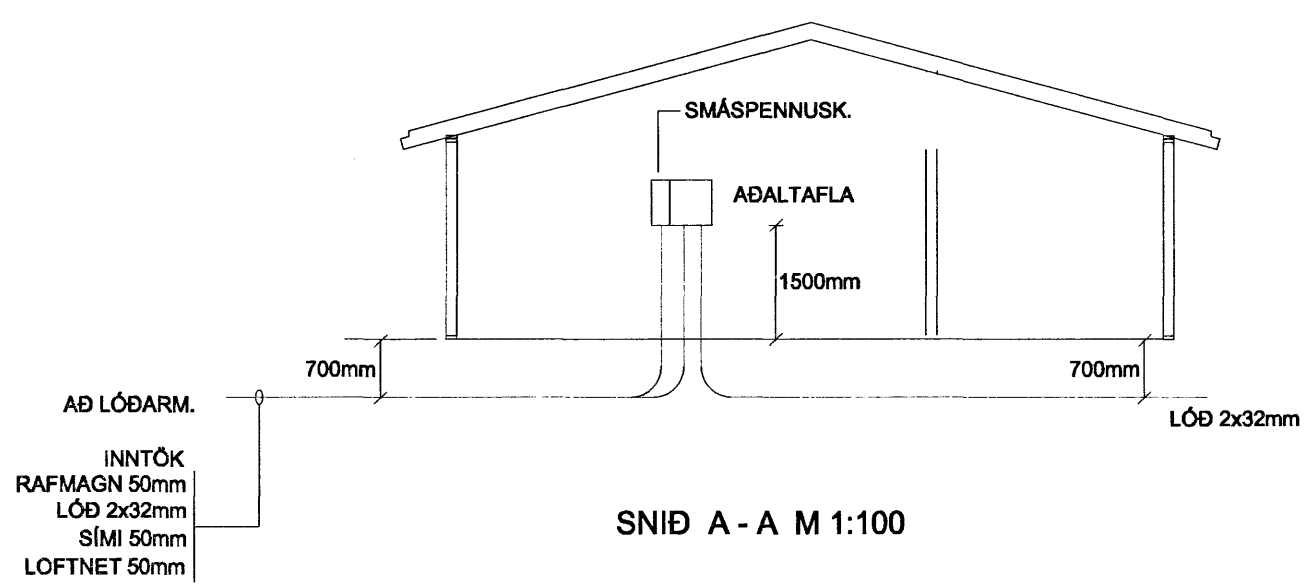 SMÁSPENNUSK.
AÐALTAFLA
1500mm
700mm
700mm
AÐ LÓÐARM.
LÓÐ 2x32mm
INNTÖK
RAFMAGN 50mm
LÓÐ 2x32mm
SÍMI 50mm
LOFTNET 50mm
SNIÐ A - A M 1:100